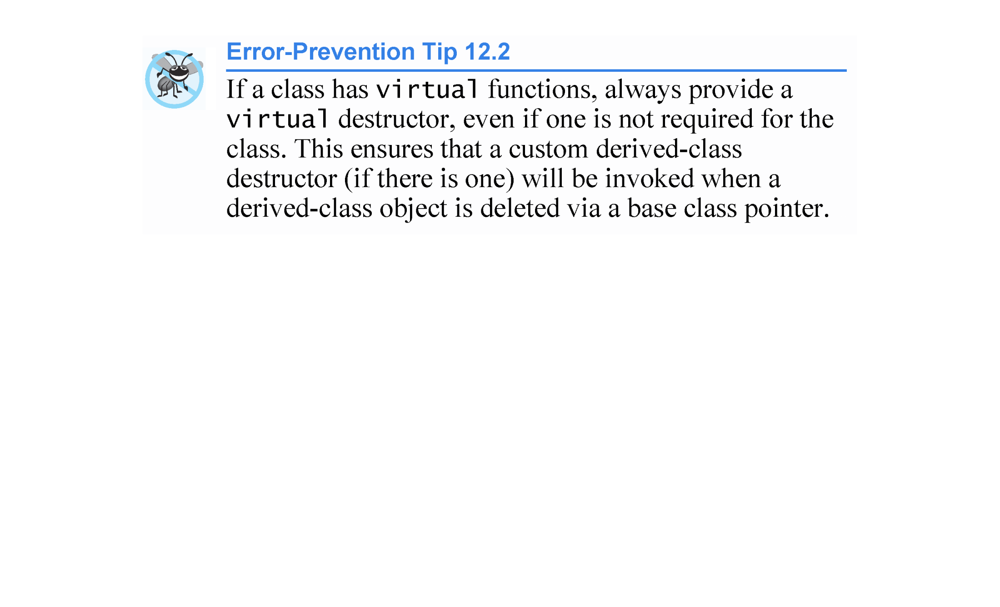 Error-Prevention Tip 12.2
If a class has virtual functions, always provide a
virtual destructor, even if one is not required for the
class. This ensures that a custom derived-class
destructor (if there is one) will be invoked when a
derived-class object is deleted via a base class pointer.